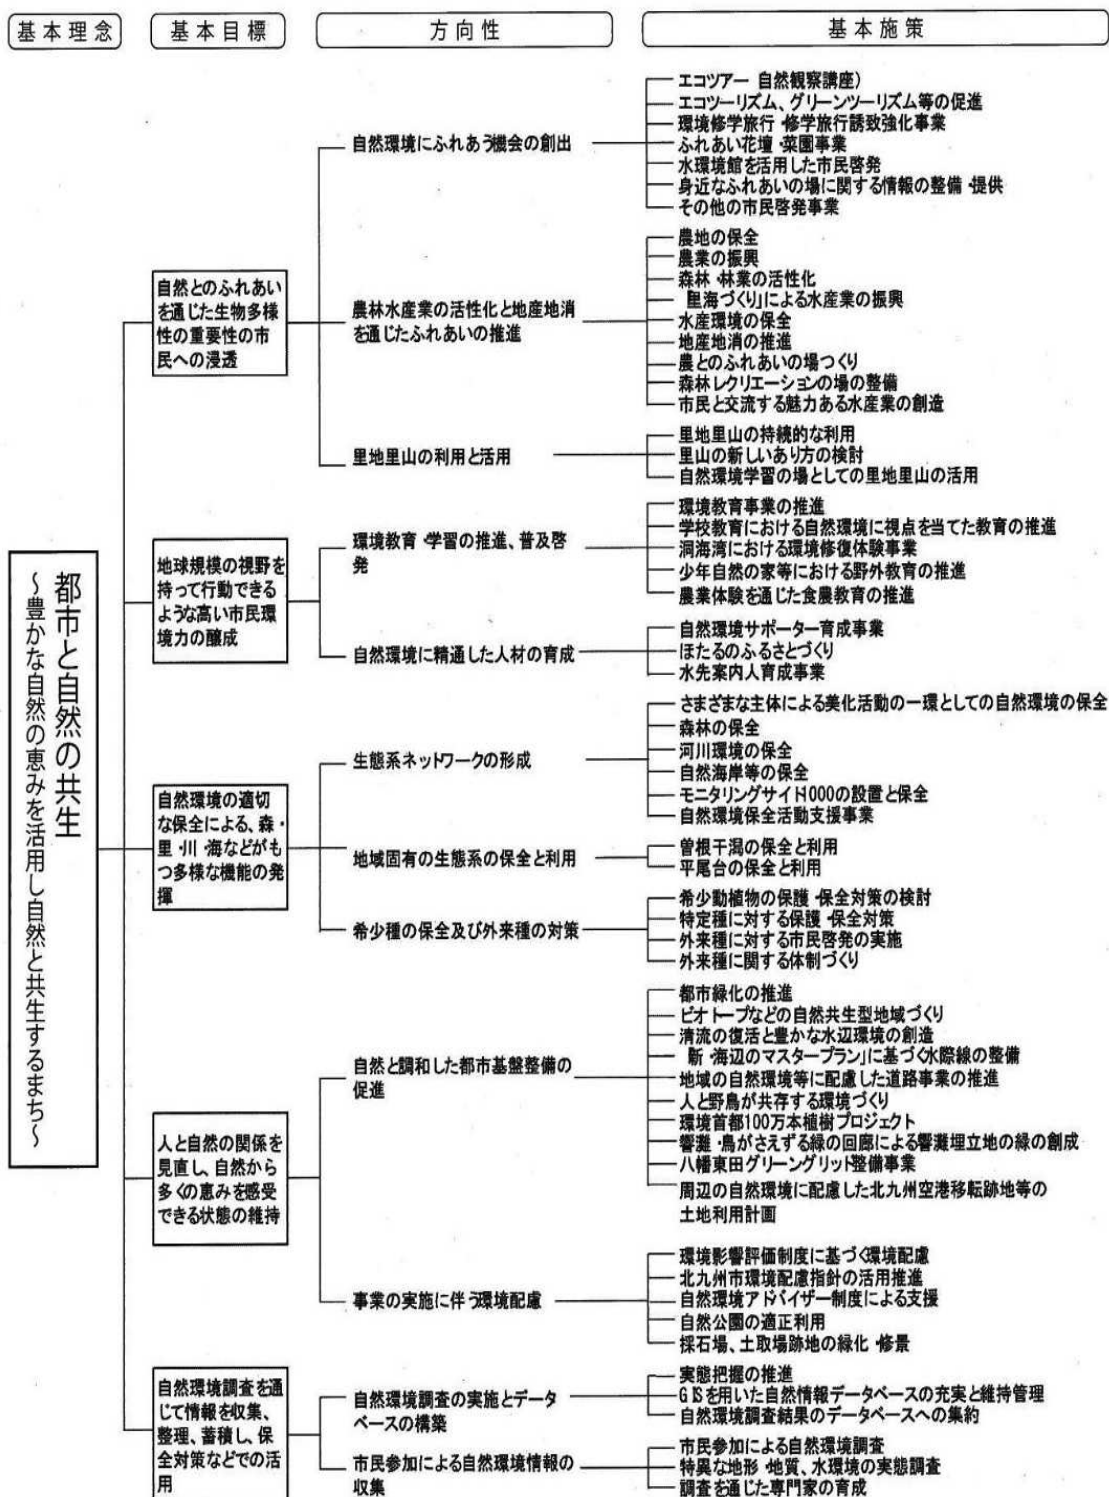 基本理念
基本目標
方向性
基本施策
都市と自然の共生
～豊かな自然の恵みを活用し自然と共生するまち～
自然とのふれあい
を通じた生物多様
性の重要性の市
民への浸透
自然環境にふれあう機会の創出
エコツアー 自然観察講座）
エコツーリズム、グリーンツーリズム等の促進
環境修学旅行・修学旅行誘致強化事業
ふれあい花壇・菜園事業
水環境館を活用した市民啓発
身近なふれあいの場に関する情報の整備・提供
その他の市民啓発事業
農林水産業の活性化と地産地消
を通じたふれあいの推進
農地の保全
農業の振興
森林・林業の活性化
「里海づくり」による水産業の振興
水産環境の保全
地産地消の推進
農とのふれあいの場つくり
森林レクリエーションの場の整備
市民と交流する魅力ある水産業の創造
里地里山の利用と活用
里地里山の持続的な利用
里山の新しいあり方の検討
自然環境学習の場としての里地里山の活用
地球規模の視野を
持って行動できる
ような高い市民環
境力の醸成
環境教育・学習の推進、普及啓
発
環境教育事業の推進
学校教育における自然環境に視点を当てた教育の推進
洞海湾における環境修復体験事業
少年自然の家等における野外教育の推進
農業体験を通じた食農教育の推進
自然環境に精通した人材の育成
自然環境サポーター育成事業
ほたるのふるさとづくり
水先案内人育成事業
自然環境の適切
な保全による、森・
里・川・海などがも
つ多様な機能の発
揮
生態系ネットワークの形成
さまざまな主体による美化活動の一環としての自然環境の保全
森林の保全
河川環境の保全
自然海岸等の保全
モニタリングサイト1000の設置と保全
自然環境保全活動支援事業
地域固有の生態系の保全と利用
曽根干潟の保全と利用
平尾台の保全と利用
希少種の保全及び外来種の対策
希少動植物の保護・保全対策の検討
特定種に対する保護・保全対策
外来種に対する市民啓発の実施
外来種に関する体制づくり
人と自然の関係を
見直し、自然から
多くの恵みを感受
できる状態の維持
自然と調和した都市基盤整備の
促進
都市緑化の推進
ビオトープなどの自然共生型地域づくり
清流の復活と豊かな水辺環境の創造
「新・海辺のマスタープラン」に基づく水際線の整備
地域の自然環境等に配慮した道路事業の推進
人と野鳥が共存する環境づくり
環境首都100万本植樹プロジェクト
響灘・鳥がさえずる緑の回廊による響灘埋立地の緑の創成
八幡東田グリーングリット整備事業
周辺の自然環境に配慮した北九州空港移転跡地等の
土地利用計画
事業の実施に伴う環境配慮
環境影響評価制度に基づく環境配慮
北九州市環境配慮指針の活用推進
自然環境アドバイザー制度による支援
自然公園の適正利用
採石場、土取場跡地の緑化・修景
自然環境調査を通
じて情報を収集、
整理、蓄積し、保
全対策などでの活
用
自然環境調査の実施とデータ
ベースの構築
実態把握の推進
GISを用いた自然情報データベースの充実と維持管理
自然環境調査結果のデータベースへの集約
市民参加による自然環境情報の
収集
市民参加による自然環境調査
特異な地形・地質、水環境の実態調査
調査を通じた専門家の育成